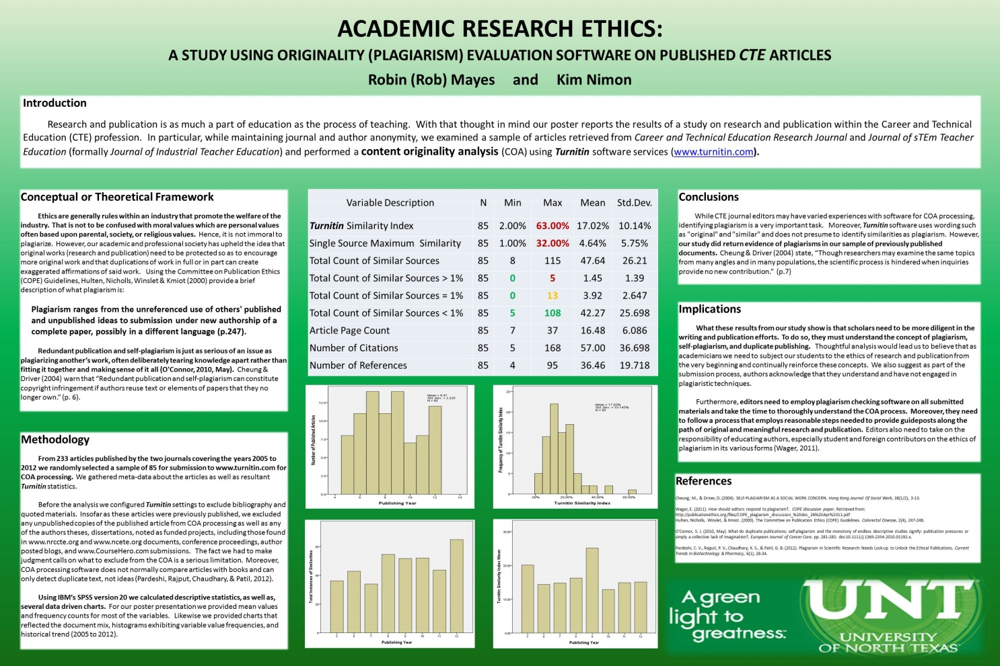 ACADEMIC RESEARCH ETHICS:
A STUDY USING ORIGINALITY (PLAGIARISM) EVALUATION SOFTWARE ON PUBLISHED CTE ARTICLES
Robin (Rob) Mayes and Kim Nimon
Introduction
Research and publication is as much a part of education as the process of teaching. With that thought in mind our poster reports the results of a study on research and publication within the Career and Technical
Education (CTE) profession. In particular, while maintaining journal and author anonymity, we examined a sample of articles retrieved from Career and Technical Education Research Journal and Journal of sTEm Teacher
Education (formally Journal of Industrial Teacher Education) and performed a content originality analysis (COA) using Turnitin software services (www.turnitin.com).
Conceptual or Theoretical Framework
Ethics are generally rules within an industry that promote the welfare of the
industry. That is not to be confused with moral values which are personal values
often based upon parental, society, or religious values. Hence, it is not immoral to
plagiarize. However, our academic and professional society has upheld the idea that
original works (research and publication) need to be protected so as to encourage
more original work and that duplications of work in full or in part can create
exaggerated affirmations of said work. Using the Committee on Publication Ethics
(COPE) Guidelines, Hulten, Nicholls, Winslet & Kmiot (2000) provide a brief
description of what plagiarism is:
Plagiarism ranges from the unreferenced use of others' published
and unpublished ideas to submission under new authorship of a
complete paper, possibly in a different language (p.247).
Redundant publication and self-plagiarism is just as serious of an issue as
plagiarizing another's work, often deliberately tearing knowledge apart rather than
fitting it together and making sense of it all (O'Connor, 2010, May). Cheung &
Driver (2004) warn that "Redundant publication and self-plagiarism can constitute
copyright infringement if authors reuse text or elements of papers that they no
longer own." (p. 6).
Methodology
From 233 articles published by the two journals covering the years 2005 to
2012 we randomly selected a sample of 85 for submission to www.turnitin.com for
COA processing. We gathered meta-data about the articles as well as resultant
Turnitin statistics.
Before the analysis we configured Turnitin settings to exclude bibliography and
quoted materials. Insofar as these articles were previously published, we excluded
any unpublished copies of the published article from COA processing as well as any
of the authors theses, dissertations, noted as funded projects, including those found
in www.nrccte.org and www.ncete.org documents, conference proceedings, author
posted blogs, and www.CourseHero.com submissions. The fact we had to make
judgment calls on what to exclude from the COA is a serious limitation. Moreover,
COA processing software does not normally compare articles with books and can
only detect duplicate text, not ideas (Pardeshi, Rajput, Chaudhary, & Patil, 2012).
Using IBM's SPSS version 20 we calculated descriptive statistics, as well as,
several data driven charts. For our poster presentation we provided mean values
and frequency counts for most of the variables. Likewise we provided charts that
reflected the document mix, histograms exhibiting variable value frequencies, and
historical trend (2005 to 2012).
Variable Description N Min Max Mean Std.Dev.
Turnitin Similarity Index 85 2.00% 63.00% 17.02% 10.14%
Single Source Maximum Similarity 85 1.00% 32.00% 4.64% 5.75%
Total Count of Similar Sources 85 8 115 47.64 26.21
Total Count of Similar Sources > 1% 85 0 5 1.45 1.39
Total Count of Similar Sources = 1% 85 0 13 3.92 2.647
Total Count of Similar Sources < 1% 85 5 108 42.27 25.698
Article Page Count 85 7 37 16.48 6.086
Number of Citations 85 5 168 57.00 36.698
Number of References 85 4 95 36.46 19.718
Number of Published Articles
12.5
10.0
7.5
5.0
2.5
0.0
Mean = 8.47
Std. Dev. = 2.229
N = 85
4 6 8 10 12 14
Publishing Year
Frequency of Turnitin Similarity Index
25
20
15
10
5
0
Mean = 17.02%
Std. Dev. = 10.145%
N = 85
.00% 20.00% 40.00% 60.00%
Turnitin Similarity Index
Total Instances of Similarities
60
40
20
0
5 6 7 8 9 10 11 12
Publishing Year
Turnitin Similarity Index Mean
30.00
20.00
10.00
0.00
5 6 7 8 9 10 11 12
Publishing Year
Conclusions
While CTE journal editors may have varied experiences with software for COA processing,
identifying plagiarism is a very important task. Moreover, Turnitin software uses wording such
as "original" and "similar" and does not presume to identify similarities as plagiarism. However,
our study did return evidence of plagiarisms in our sample of previously published
documents. Cheung & Driver (2004) state, "Though researchers may examine the same topics
from many angles and in many populations, the scientific process is hindered when inquiries
provide no new contribution." (p.7)
Implications
What these results from our study show is that scholars need to be more diligent in the
writing and publication efforts. To do so, they must understand the concept of plagiarism,
self-plagiarism, and duplicate publishing. Thoughtful analysis would lead us to believe that as
academicians we need to subject our students to the ethics of research and publication from
the very beginning and continually reinforce these concepts. We also suggest as part of the
submission process, authors acknowledge that they understand and have not engaged in
plagiaristic techniques.
Furthermore, editors need to employ plagiarism checking software on all submitted
materials and take the time to thoroughly understand the COA process. Moreover, they need
to follow a process that employs reasonable steps needed to provide guideposts along the
path of original and meaningful research and publication. Editors also need to take on the
responsibility of educating authors, especially student and foreign contributors on the ethics of
plagiarism in its various forms (Wager, 2011).
References
Cheung, M., & Driver, D. (2004). SELF-PLAGIARISM AS A SOCIAL WORK CONCERN. Hong Kong Journal Of Social Work, 38(1/2), 3-13.
Wager, E. (2011). How should editors respond to plagiarism?. COPE discussion paper. Retrieved from:
http://publicationethics.org/files/COPE_plagiarism_discussion_%20doc_26%20Apr%2011.pdf
Hulten, Nicholls, Winslet, & Kmiot. (2000). The Committee on Publication Ethics (COPE) Guidelines. Colorectal Disease, 2(4), 247-248.
O'Connor, S. J. (2010, May). What do duplicate publications; self-plagiarism and the monotony of endless descriptive studies signify: publication pressures or
simply a collective lack of imagination?. European Journal of Cancer Care. pp. 281-283. doi:10.1111/j.1365-2354.2010.01192.x.
Pardeshi, C. V., Rajput, P. V., Chaudhary, K. S., & Patil, G. B. (2012). Plagiarism in Scientific Research: Needs Lock-up to Unlock the Ethical Publications. Current
Trends In Biotechnology & Pharmacy, 6(1), 28-34.
A green
light to
greatness.
UNT
UNIVERSITY
OF NORTH TEXAS